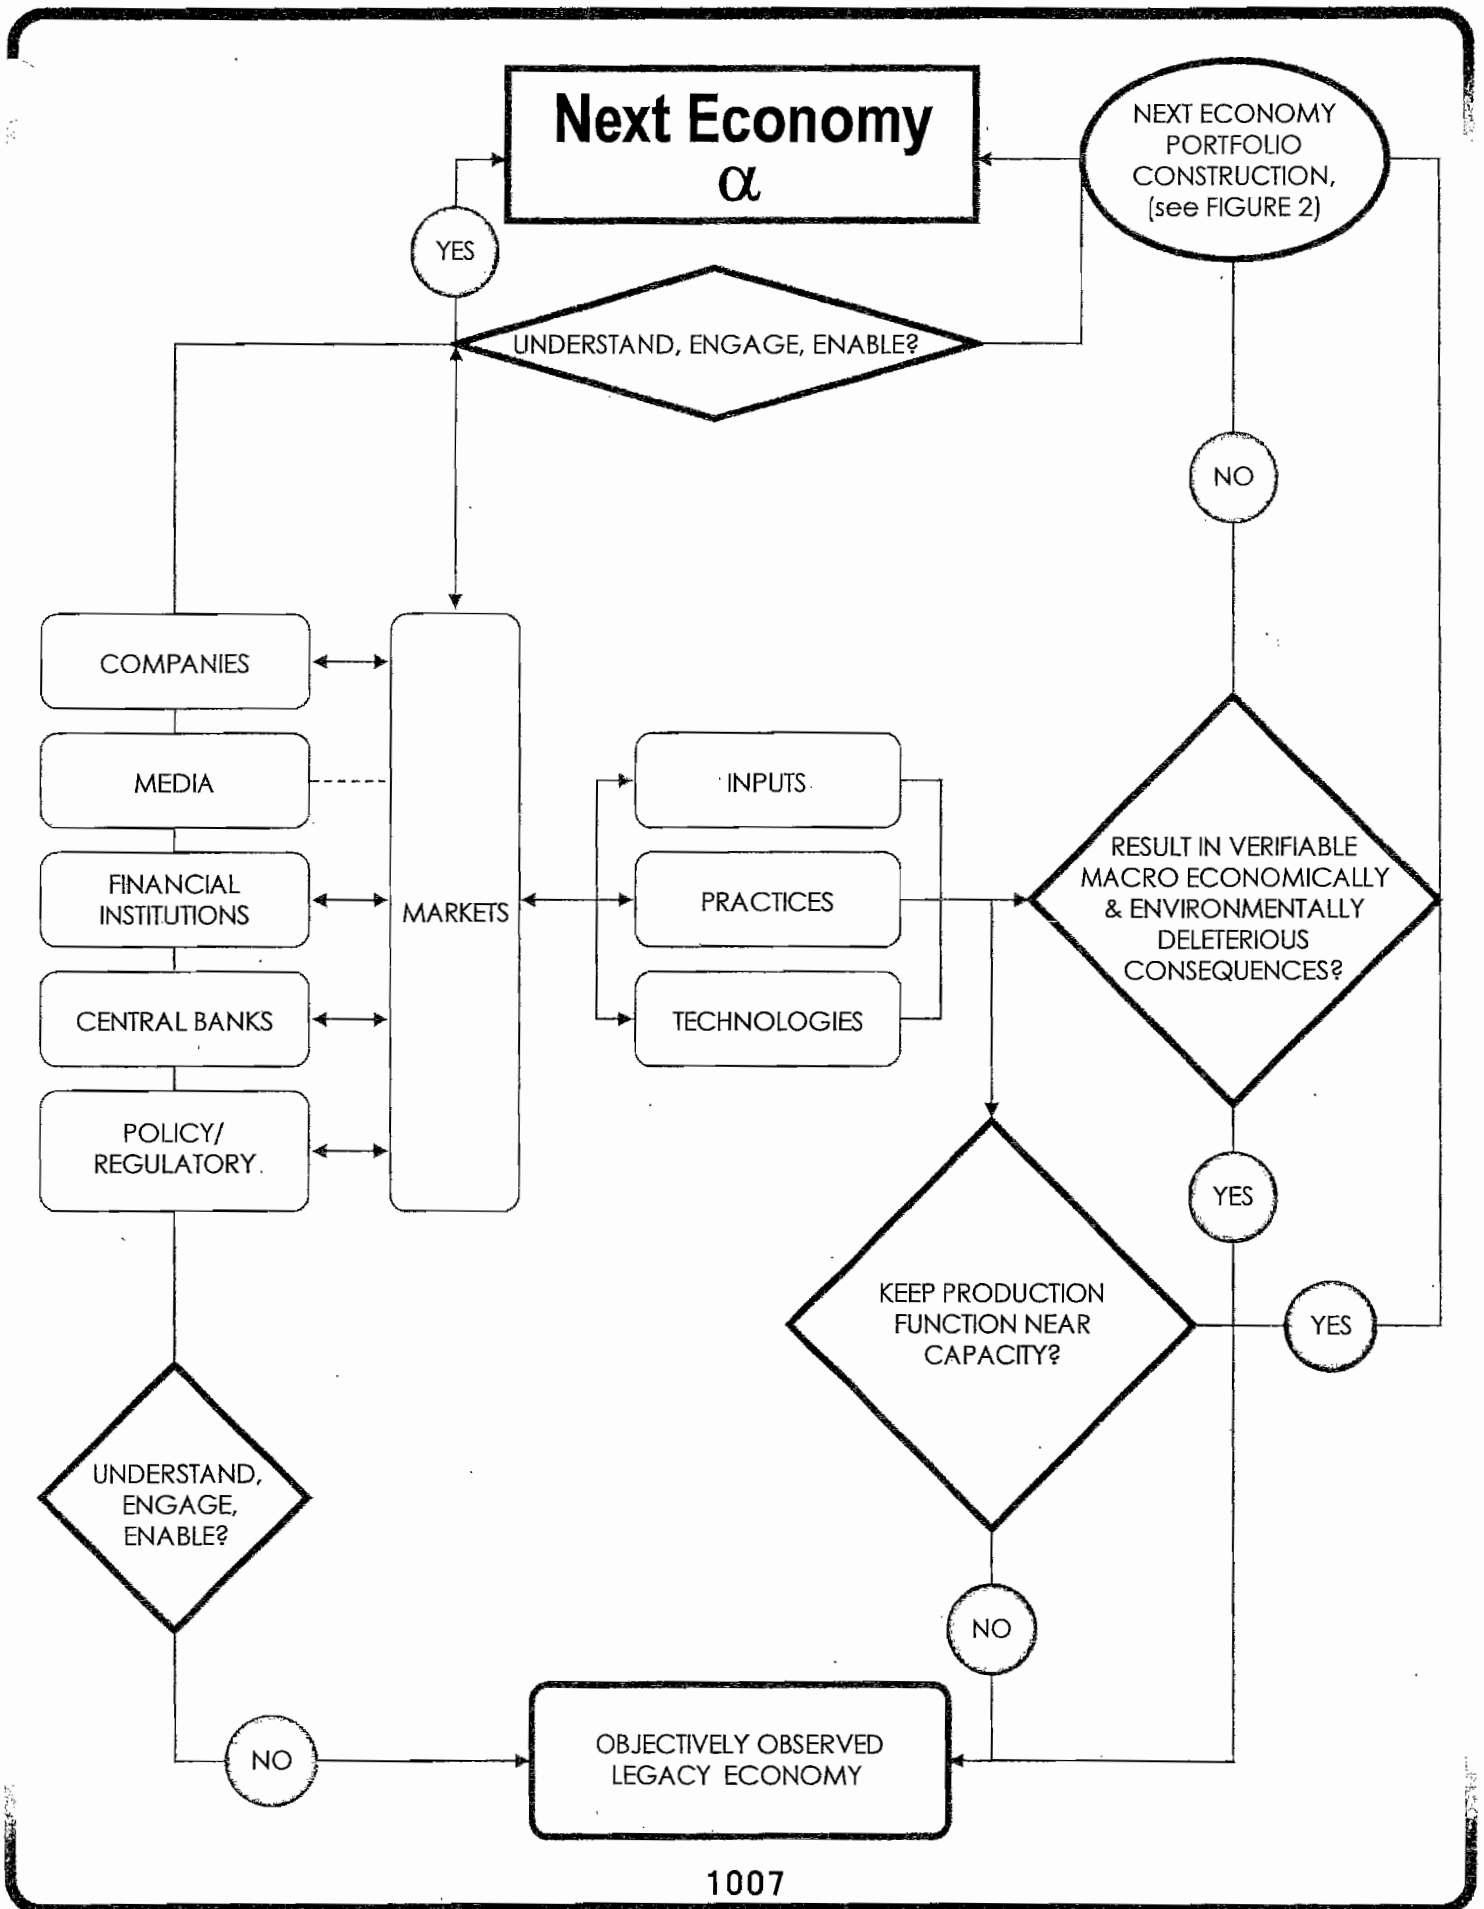 Next Economy
α
NEXT ECONOMY
PORTFOLIO
CONSTRUCTION,
(see FIGURE 2)
YES
UNDERSTAND, ENGAGE, ENABLE?
NO
COMPANIES
MEDIA
FINANCIAL
INSTITUTIONS
CENTRAL BANKS
POLICY/
REGULATORY
MARKETS
INPUTS
PRACTICES
TECHNOLOGIES
RESULT IN VERIFIABLE
MACRO ECONOMICALLY
& ENVIRONMENTALLY
DELETERIOUS
CONSEQUENCES?
YES
KEEP PRODUCTION
FUNCTION NEAR
CAPACITY?
YES
UNDERSTAND,
ENGAGE,
ENABLE?
NO
NO
OBJECTIVELY OBSERVED
LEGACY ECONOMY
1007